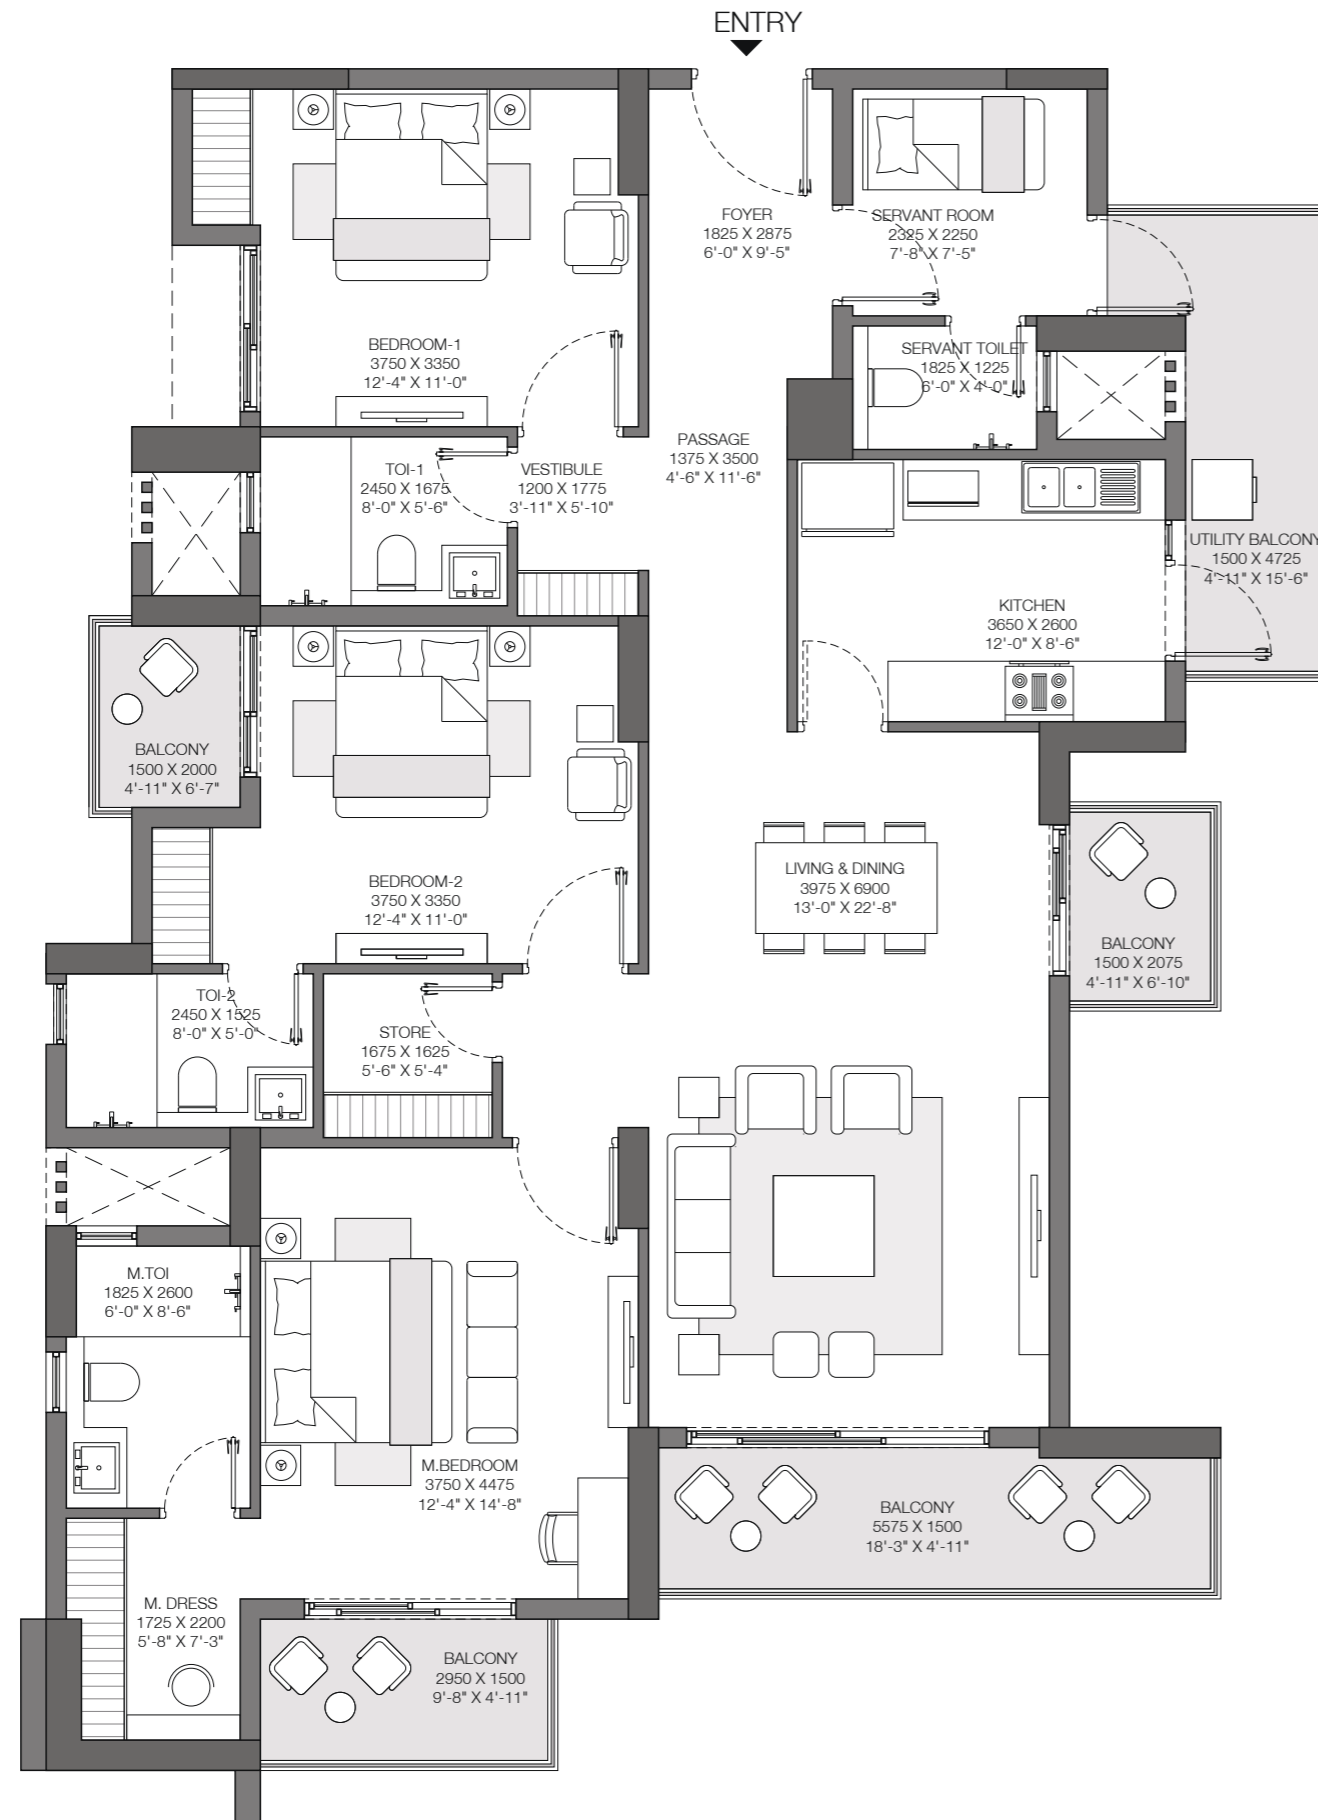 ENTRY
FOYER
1825 X 2875
6'-0" X 9'-5"
SERVANT ROOM
2325 X 2250
7'-8" X 7'-5"
BEDROOM-1
3750 X 3350
12'-4" X 11'-0"
SERVANT TOILET
1825 X 1225
6'-0" X 4'-0"
PASSAGE
1375 X 3500
4'-6" X 11'-6"
TOI-1
2450 X 1675
8'-0" X 5'-6"
VESTIBULE
1200 X 1775
3'-11" X 5'-10"
UTILITY BALCONY
1500 X 4725
4'-11" X 15'-6"
KITCHEN
3650 X 2600
12'-0" X 8'-6"
BALCONY
1500 X 2000
4'-11" X 6'-7"
BEDROOM-2
3750 X 3350
12'-4" X 11'-0"
LIVING & DINING
3975 X 6900
13'-0" X 22'-8"
BALCONY
1500 X 2075
4'-11" X 6'-10"
TOI-2
2450 X 1525
8'-0" X 5'-0"
STORE
1675 X 1625
5'-6" X 5'-4"
M.TOI
1825 X 2600
6'-0" X 8'-6"
M.BEDROOM
3750 X 4475
12'-4" X 14'-8"
BALCONY
5575 X 1500
18'-3" X 4'-11"
M. DRESS
1725 X 2200
5'-8" X 7'-3"
BALCONY
2950 X 1500
9'-8" X 4'-11"